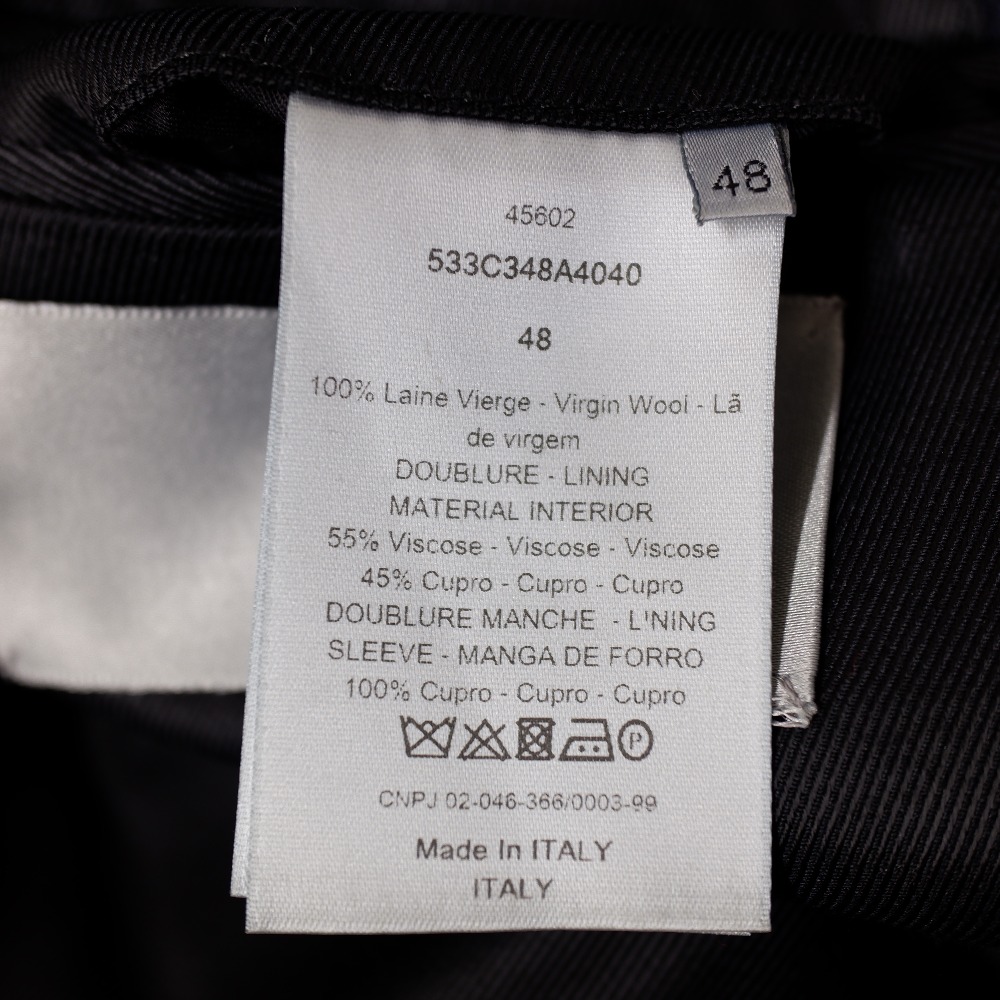 48
45602
533C348A4040
48
100% Laine Vierge - Virgin Wool - Lã
de virgem
DOUBLURE - LINING
MATERIAL INTERIOR
55% Viscose - Viscose - Viscose
45% Cupro - Cupro - Cupro
DOUBLURE MANCHE - L'NING
SLEEVE - MANGA DE FORRO
100% Cupro - Cupro - Cupro
P
CNPJ 02-046-366/0003-99
Made In ITALY
ITALY